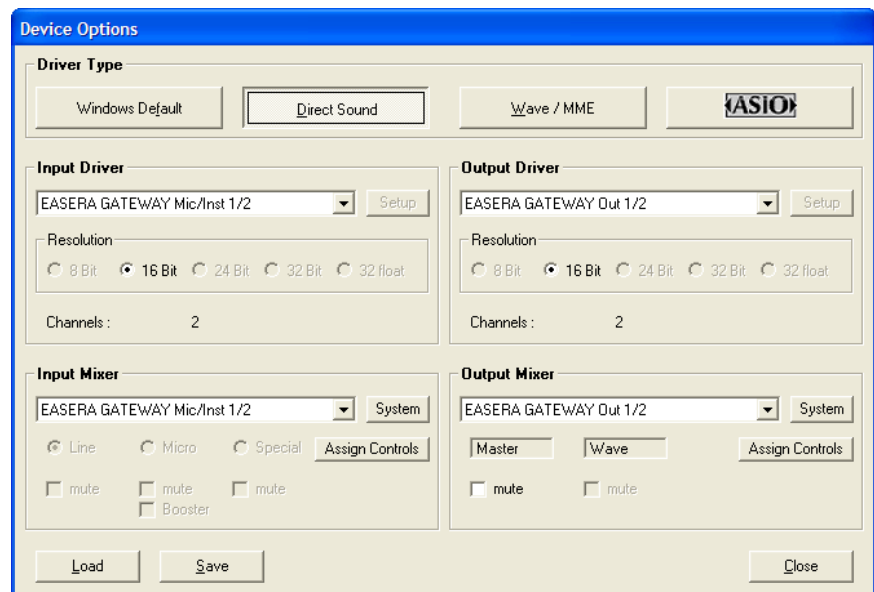 Device Options
Driver Type
Windows Default
Direct Sound
Wave / MME
ASIO
Input Driver
EASERA GATEWAY Mic/Inst 1/2
Setup
Resolution
8 Bit 16 Bit 24 Bit 32 Bit 32 float
Channels : 2
Output Driver
EASERA GATEWAY Out 1/2
Setup
Resolution
8 Bit 16 Bit 24 Bit 32 Bit 32 float
Channels : 2
Input Mixer
EASERA GATEWAY Mic/Inst 1/2
System
Line Micro Special Assign Controls
mute mute mute
Booster
Output Mixer
EASERA GATEWAY Out 1/2
System
Master Wave Assign Controls
mute mute
Load
Save
Close